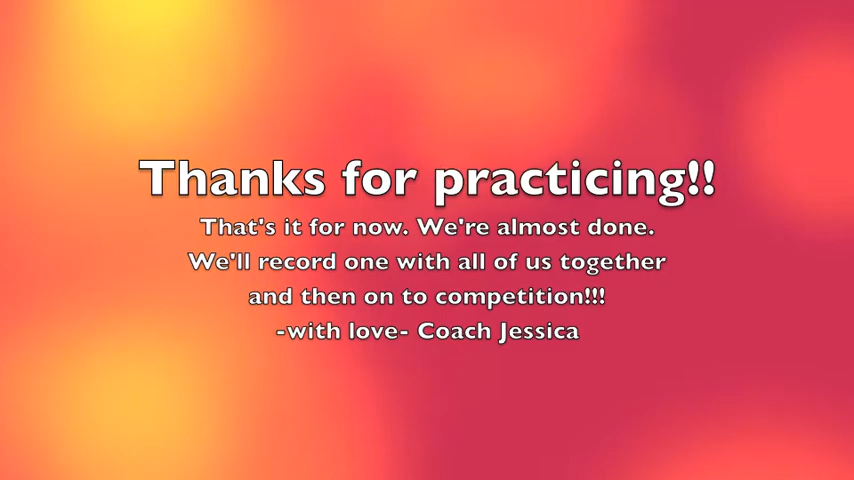 Thanks for practicing!!
That's it for now. We're almost done.
We'll record one with all of us together
and then on to competition!!!
-with love- Coach Jessica